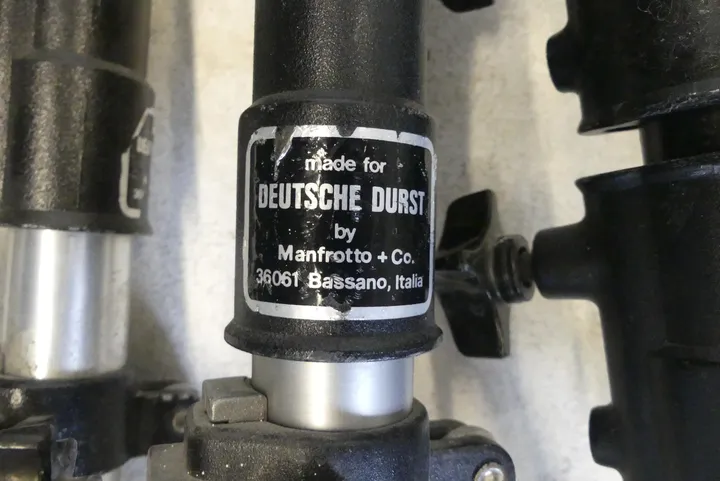 made for
DEUTSCHE DURST
by
Manfrotto + Co.
36061 Bassano, Italia